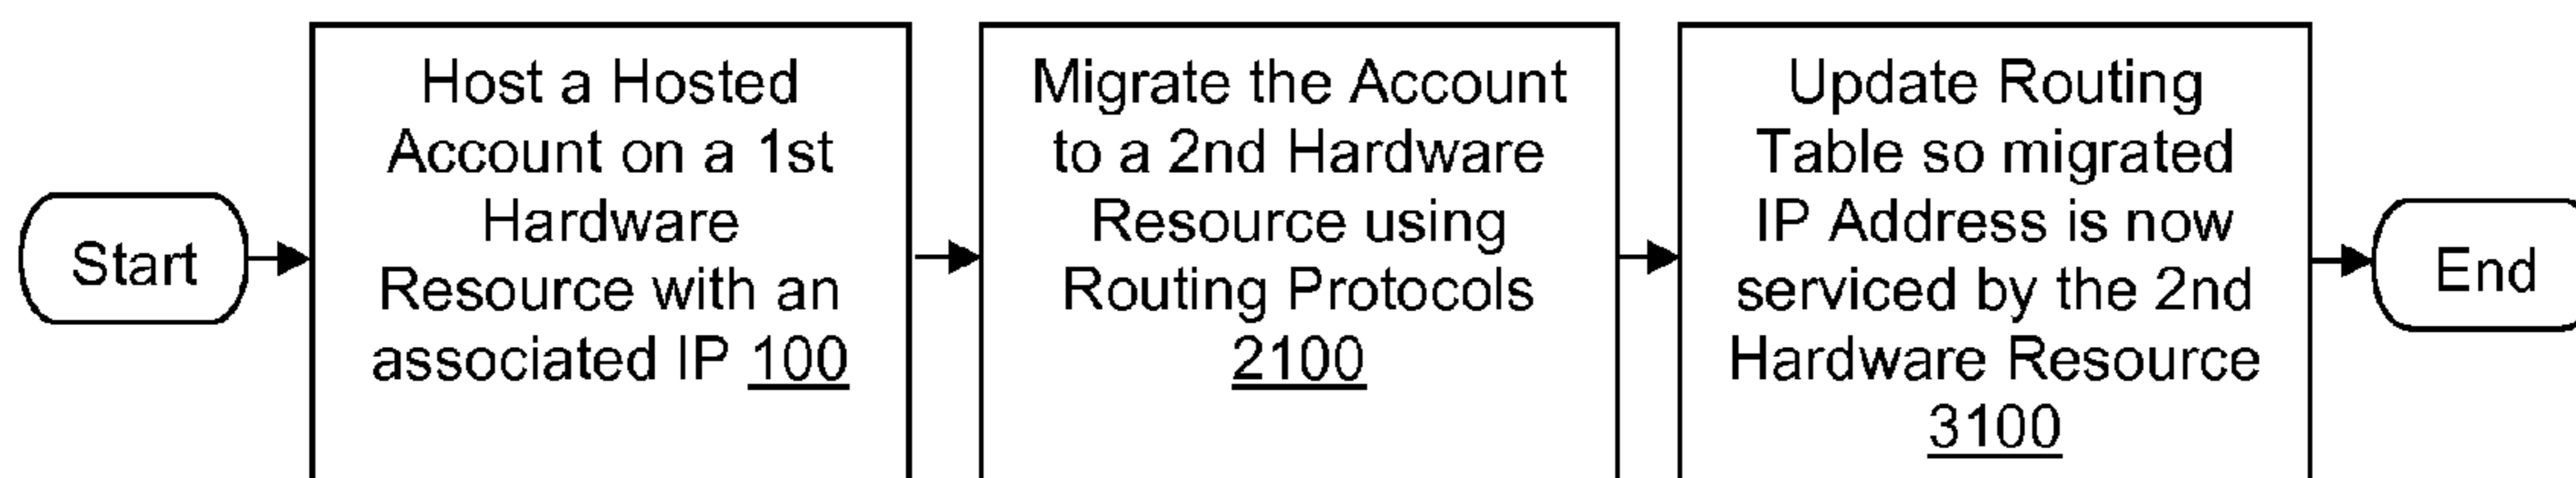 Start
Host a Hosted
Account on a 1st
Hardware
Resource with an
associated IP 100
Migrate the Account
to a 2nd Hardware
Resource using
Routing Protocols
2100
Update Routing
Table so migrated
IP Address is now
serviced by the 2nd
Hardware Resource
3100
End